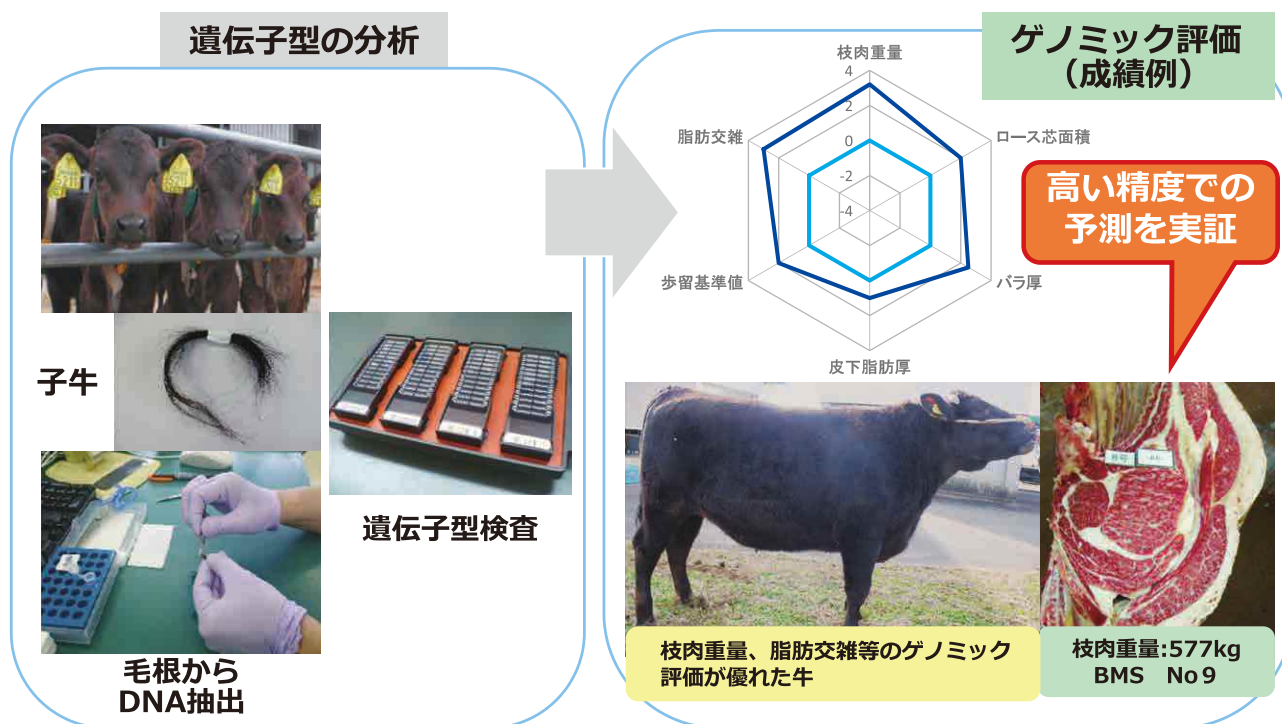 遺伝子型の分析
子牛
遺伝子型検査
毛根から
DNA抽出
ゲノミック評価
（成績例）
枝肉重量
4
2
0
-2
-4
脂肪交雑
ロース芯面積
歩留基準値
バラ厚
皮下脂肪厚
高い精度での
予測を実証
枝肉重量、脂肪交雑等のゲノミック
評価が優れた牛
枝肉重量:577kg
BMS　No９